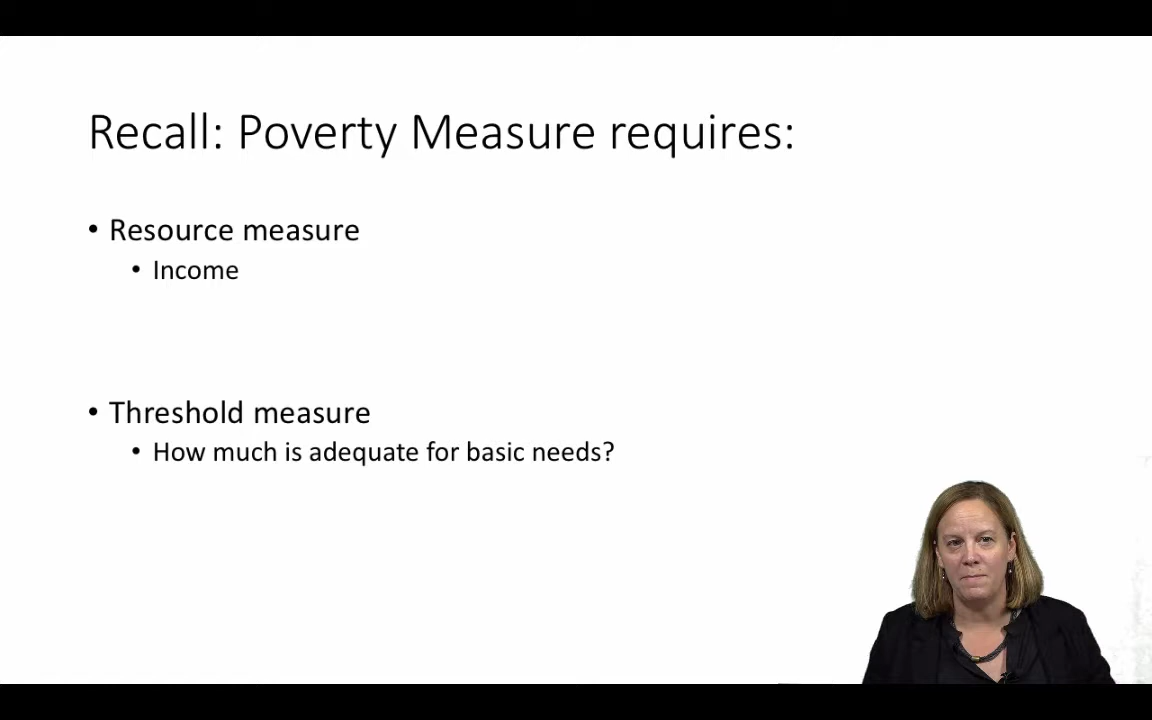 Recall: Poverty Measure requires:
• Resource measure
• Income
• Threshold measure
• How much is adequate for basic needs?